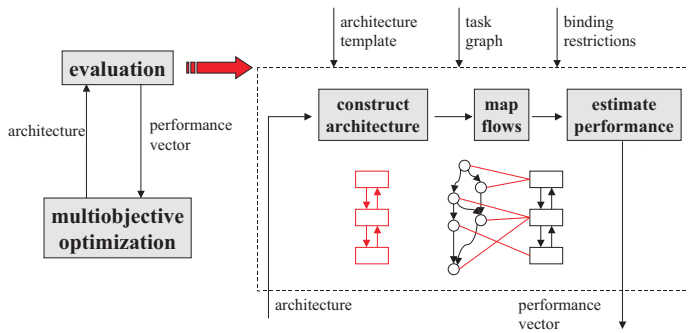 architecture
template
task
graph
binding
restrictions
evaluation
construct
architecture
map
flows
estimate
performance
architecture
performance
vector
multiobjective
optimization
architecture
performance
vector